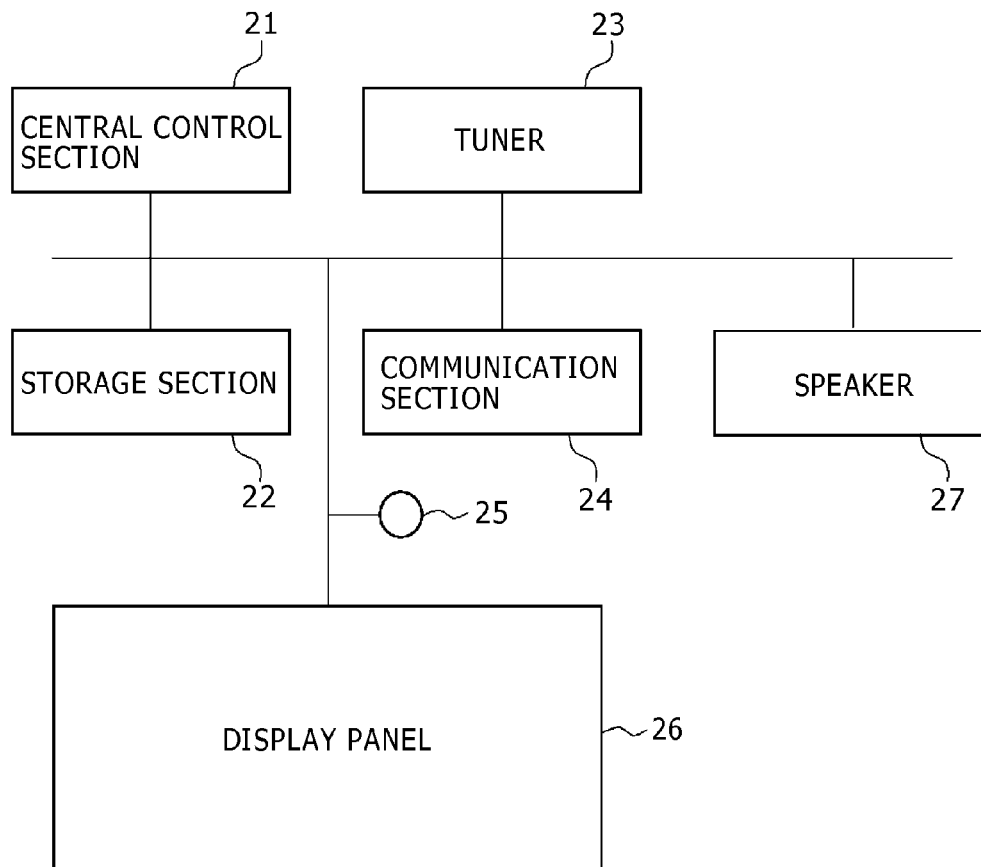 21
23
CENTRAL CONTROL
SECTION
TUNER
STORAGE SECTION
COMMUNICATION
SECTION
SPEAKER
22
24
27
25
DISPLAY PANEL
26